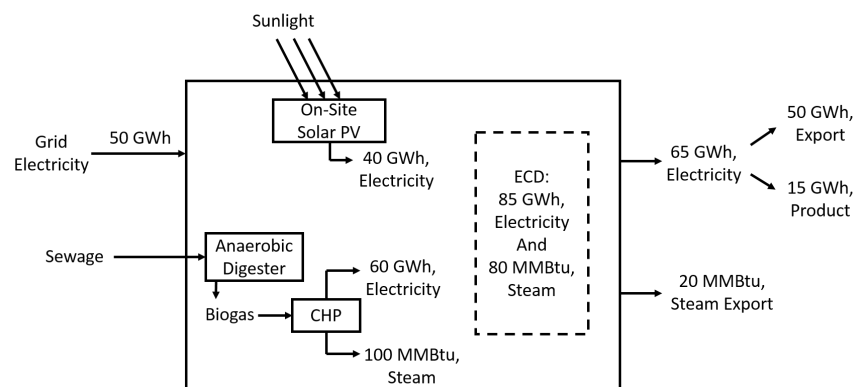 Sunlight
On-Site
Solar PV
50 GWh,
Export
Grid
Electricity
50 GWh
40 GWh,
Electricity
65 GWh,
Electricity
15 GWh,
Product
ECD:
85 GWh,
Electricity
And
80 MMBtu,
Steam
Sewage
Anaerobic
Digester
60 GWh,
Electricity
Biogas
CHP
20 MMBtu,
Steam Export
100 MMBtu,
Steam